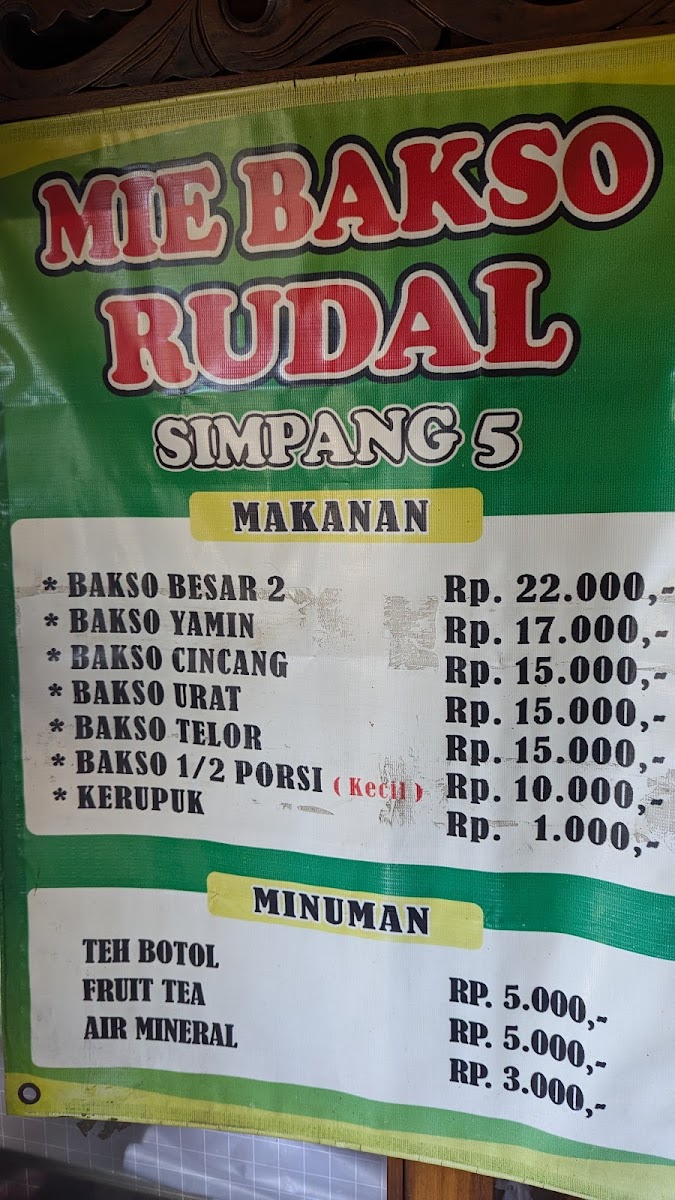 MIE BAKSO
RUDAL
SIMPANG 5
MAKANAN
* BAKSO BESAR 2 Rp. 22.000,-
* BAKSO YAMIN Rp. 17.000,-
* BAKSO CINCANG Rp. 15.000,-
* BAKSO URAT Rp. 15.000,-
* BAKSO TELOR Rp. 15.000,-
* BAKSO 1/2 PORSI ( Kecil ) Rp. 10.000,-
* KERUPUK Rp. 1.000,-
MINUMAN
TEH BOTOL RP. 5.000,-
FRUIT TEA RP. 5.000,-
AIR MINERAL RP. 3.000,-